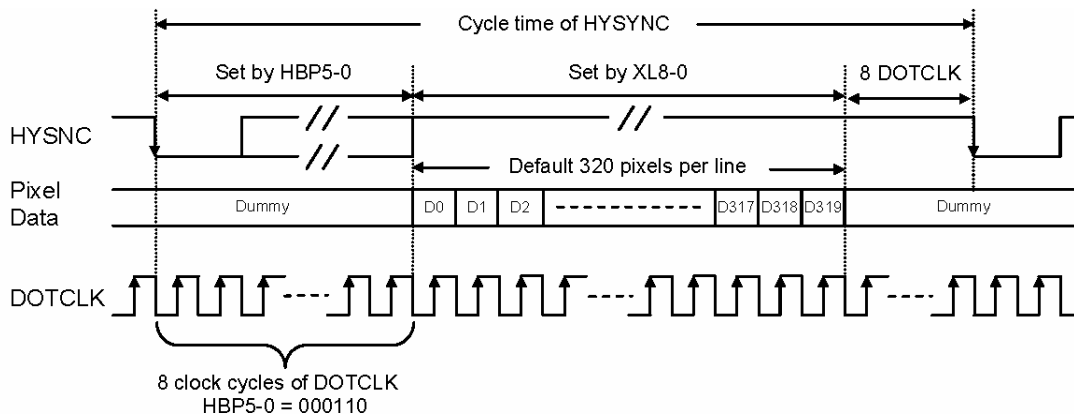 Cycle time of HYSYNC
Set by HBP5-0
Set by XL8-0
8 DOTCLK
HYSNC
Default 320 pixels per line
Pixel
Data
Dummy
D0
D1
D2
D317
D318
D319
Dummy
DOTCLK
8 clock cycles of DOTCLK
HBP5-0 = 000110